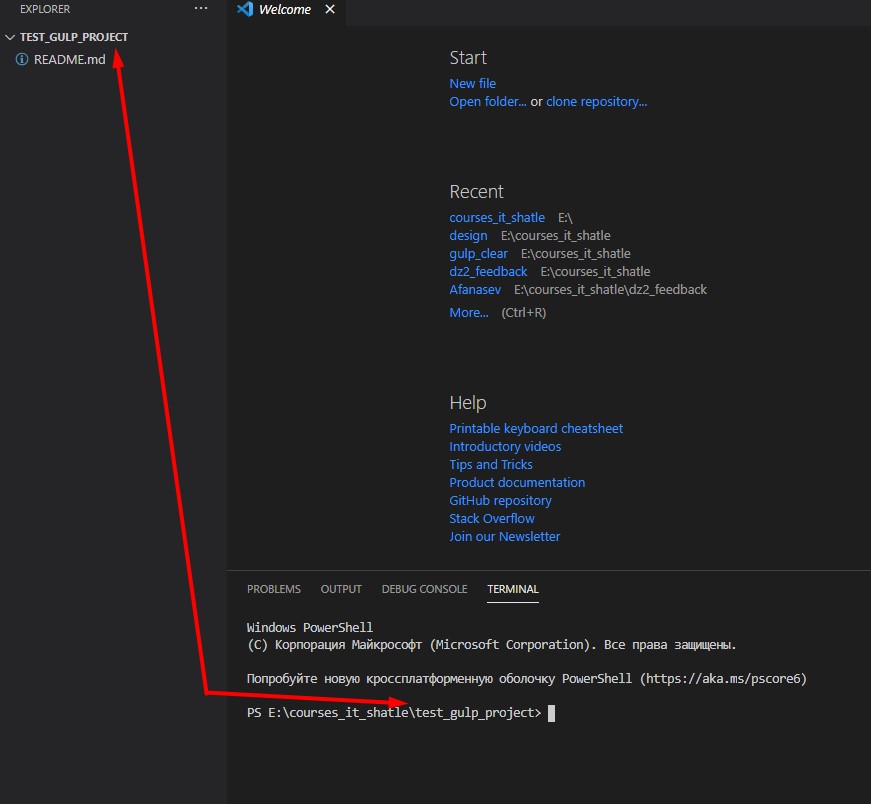 EXPLORER
TEST_GULP_PROJECT
README.md
Welcome
Start
New file
Open folder... or clone repository...
Recent
courses_it_shatle E:\
design E:\courses_it_shatle
gulp_clear E:\courses_it_shatle
dz2_feedback E:\courses_it_shatle
Afanasev E:\courses_it_shatle\dz2_feedback
More... (Ctrl+R)
Help
Printable keyboard cheatsheet
Introductory videos
Tips and Tricks
Product documentation
GitHub repository
Stack Overflow
Join our Newsletter
PROBLEMS OUTPUT DEBUG CONSOLE TERMINAL
Windows PowerShell
(C) Корпорация Майкрософт (Microsoft Corporation). Все права защищены.
Попробуйте новую кроссплатформенную оболочку PowerShell (https://aka.ms/pscore6)
PS E:\courses_it_shatle\test_gulp_project>